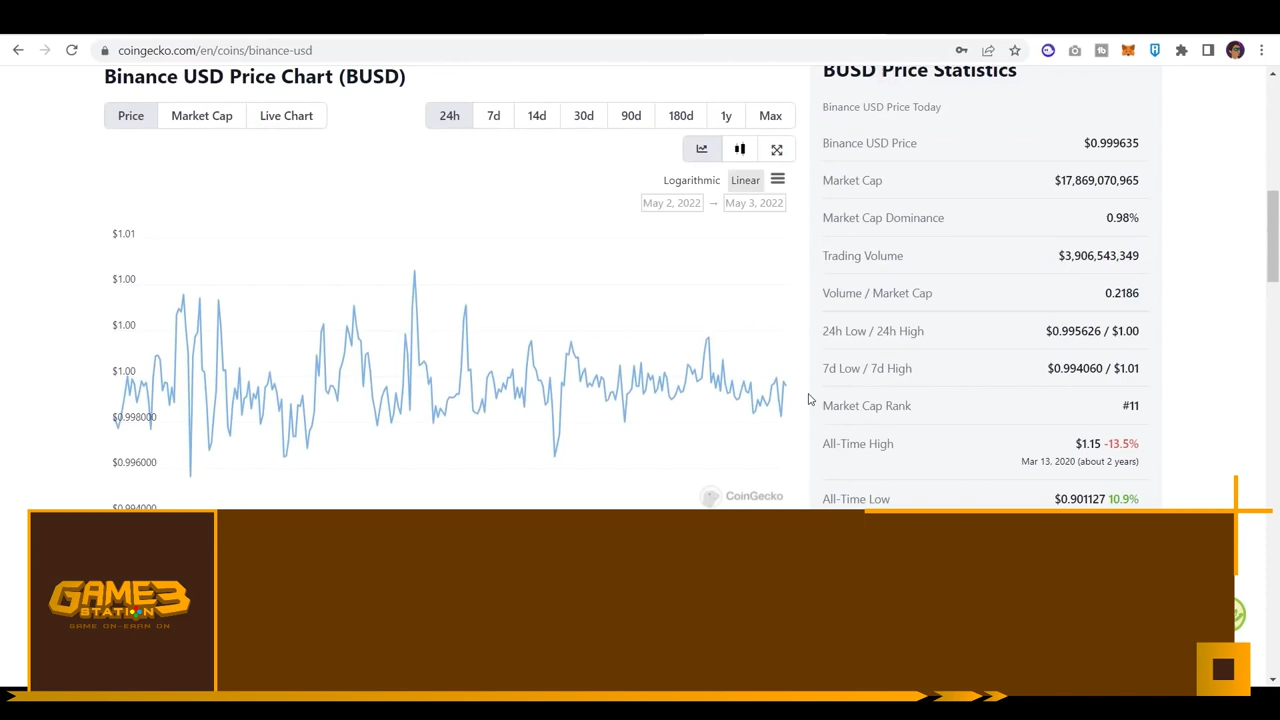 coingecko.com/en/coins/binance-usd
Binance USD Price Chart (BUSD)
Price Market Cap Live Chart
24h 7d 14d 30d 90d 180d 1y Max
Logarithmic Linear
May 2, 2022 → May 3, 2022
$1.01
$1.00
$1.00
$1.00
$0.998000
$0.996000
$0.994000
CoinGecko
BUSD Price Statistics
Binance USD Price Today
Binance USD Price $0.999635
Market Cap $17,869,070,965
Market Cap Dominance 0.98%
Trading Volume $3,906,543,349
Volume / Market Cap 0.2186
24h Low / 24h High $0.995626 / $1.00
7d Low / 7d High $0.994060 / $1.01
Market Cap Rank #11
All-Time High $1.15 -13.5%
Mar 13, 2020 (about 2 years)
All-Time Low $0.901127 10.9%
GAME3
STATION
GAME ON-EARN ON